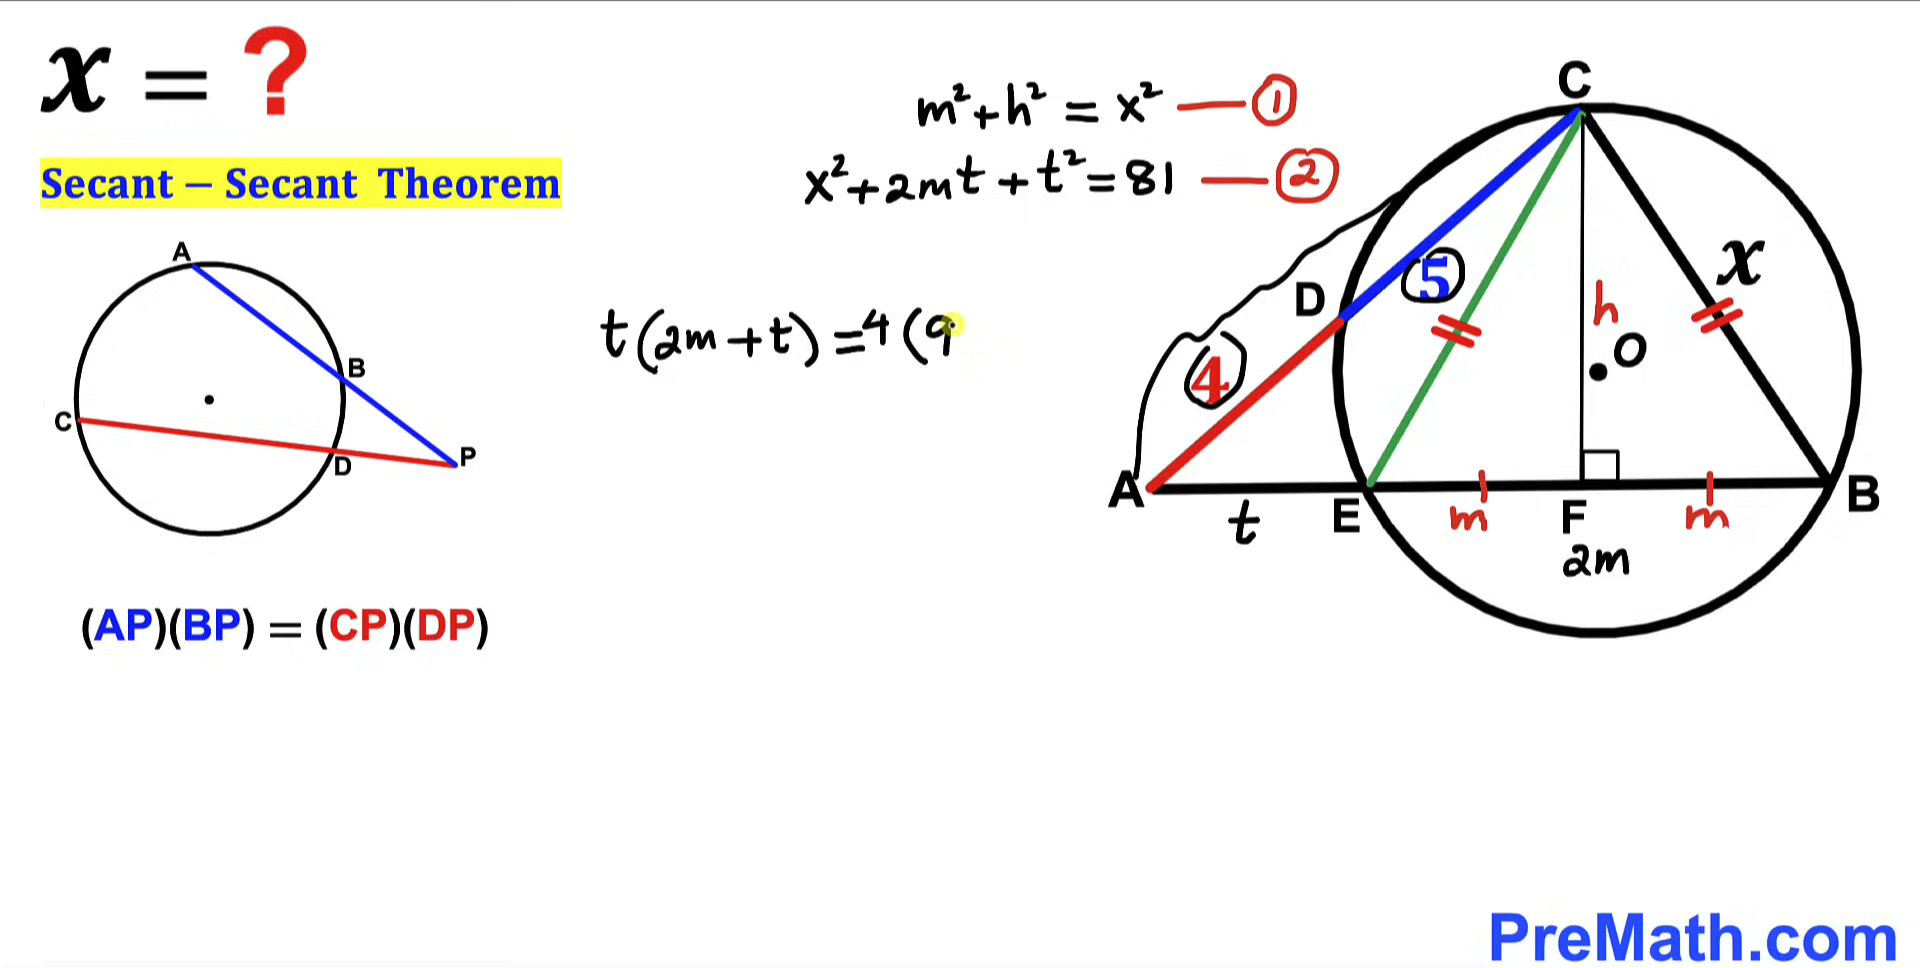 x = ?
Secant – Secant Theorem
A
B
C
D
P
(AP)(BP) = (CP)(DP)
m² + h² = x² — ①
x² + 2mt + t² = 81 — ②
t(2m + t) = 4(9
C
x
5
D
h
O
4
A
t
E
m
F
m
B
2m
PreMath.com